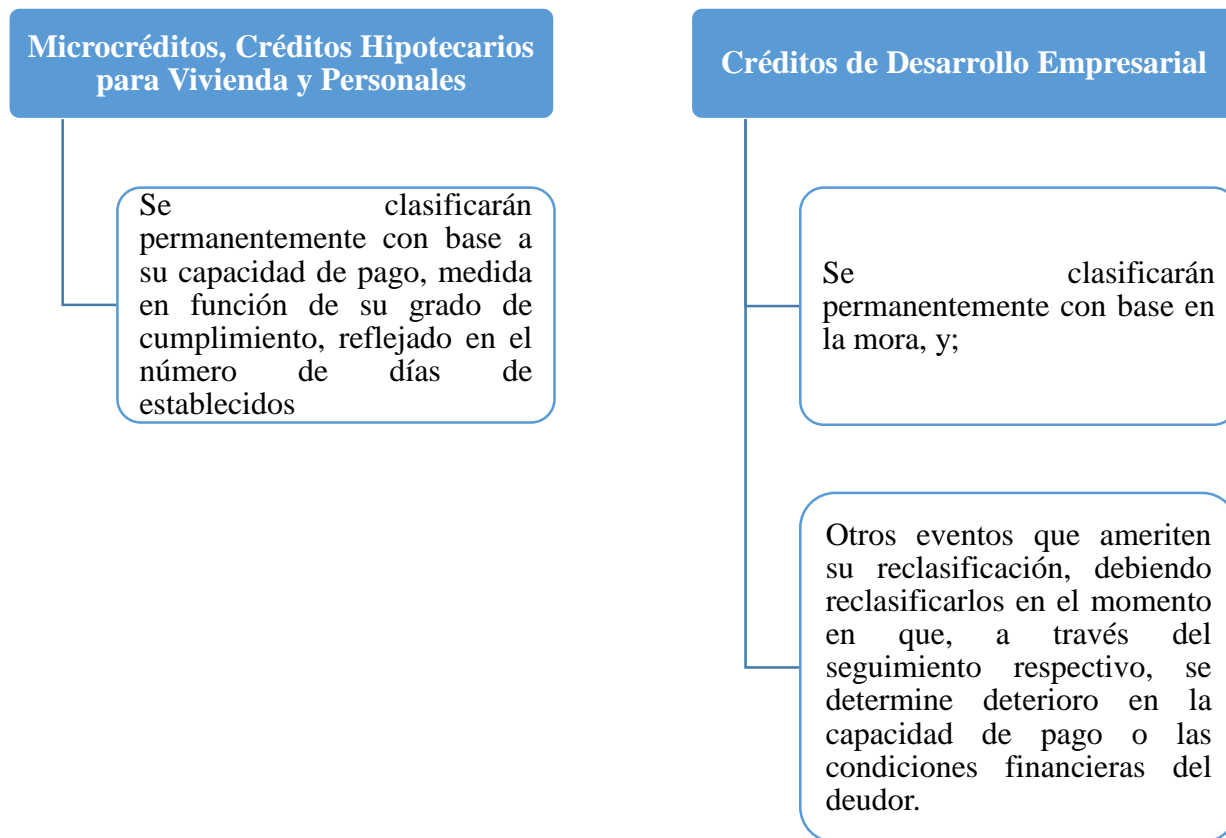 Microcréditos, Créditos Hipotecarios
para Vivienda y Personales
Se clasificarán
permanentemente con base a
su capacidad de pago, medida
en función de su grado de
cumplimiento, reflejado en el
número de días de
establecidos
Créditos de Desarrollo Empresarial
Se clasificarán
permanentemente con base en
la mora, y;
Otros eventos que ameriten
su reclasificación, debiendo
reclasificarlos en el momento
en que, a través del
seguimiento respectivo, se
determine deterioro en la
capacidad de pago o las
condiciones financieras del
deudor.